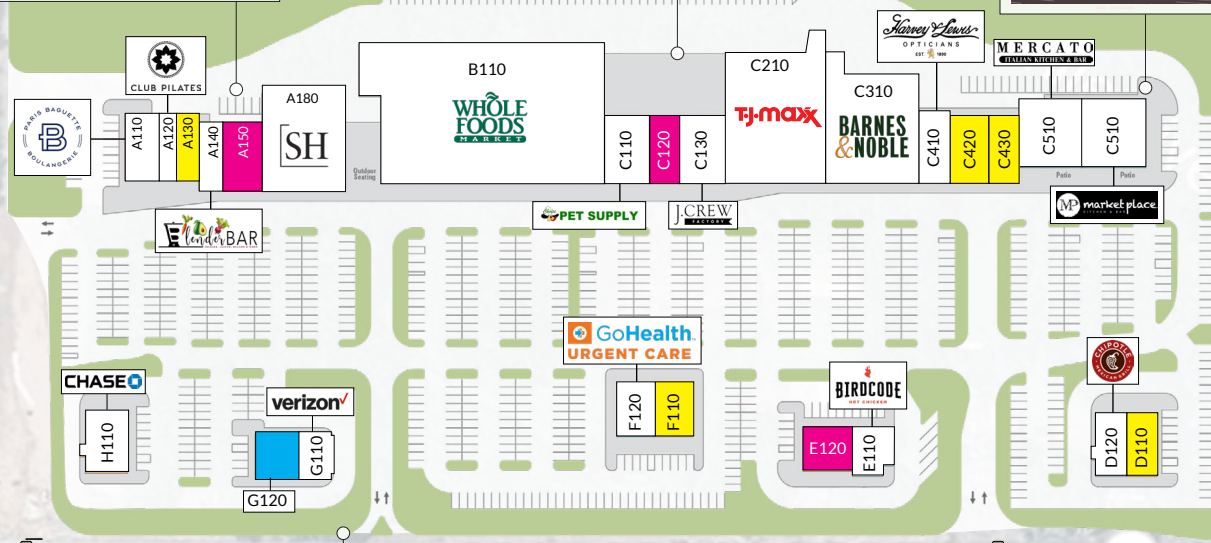 CLUB PILATES
PARIS BAGUETTE
B
BOULANGERIE
A110
A120
A130
A140
A150
A180
SH
Outdoor
Seating
BAR
B110
WHOLE
FOODS
MARKET
C110
C120
C130
PET SUPPLY
J.CREW
FACTORY
C210
T·J·maxx
C310
BARNES
&NOBLE
Harvey & Lewis
OPTICIANS
EST. 1890
MERCATO
ITALIAN KITCHEN & BAR
C410
C420
C430
C510
C510
Patio
Patio
MP marketplace
KITCHEN & BAR
CHASE
H110
verizon
G110
G120
GoHealth
URGENT CARE
F120
F110
BIRDCODE
HOT CHICKEN
E120
E110
CHIPOTLE
MEXICAN GRILL
D120
D110